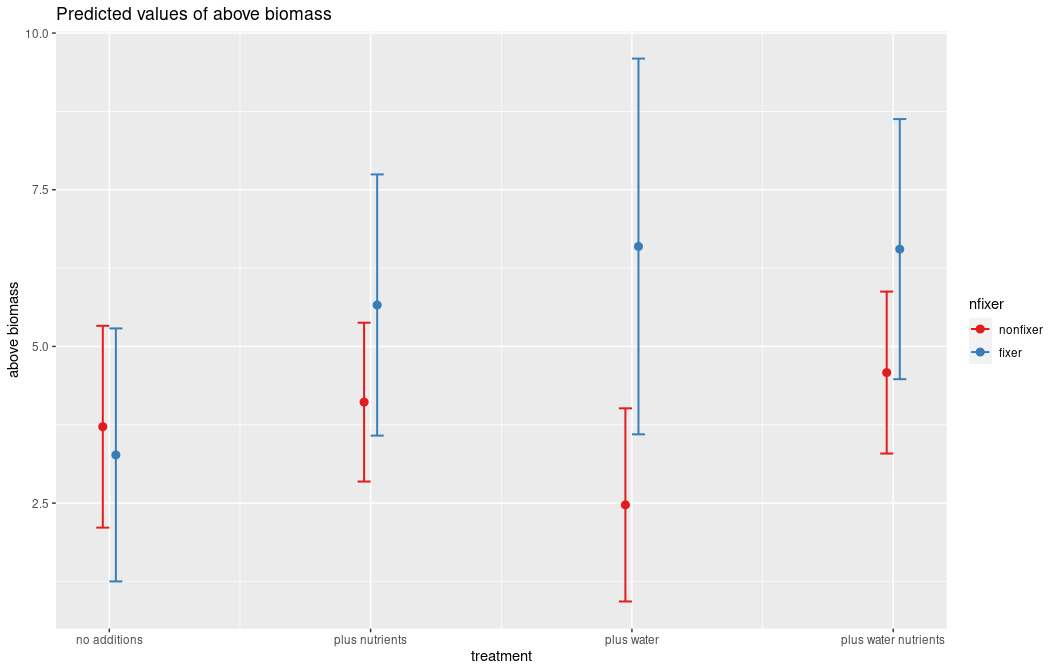 Predicted values of above biomass
10.0
7.5
5.0
2.5
above biomass
no additions
plus nutrients
plus water
plus water nutrients
treatment
nfixer
nonfixer
fixer